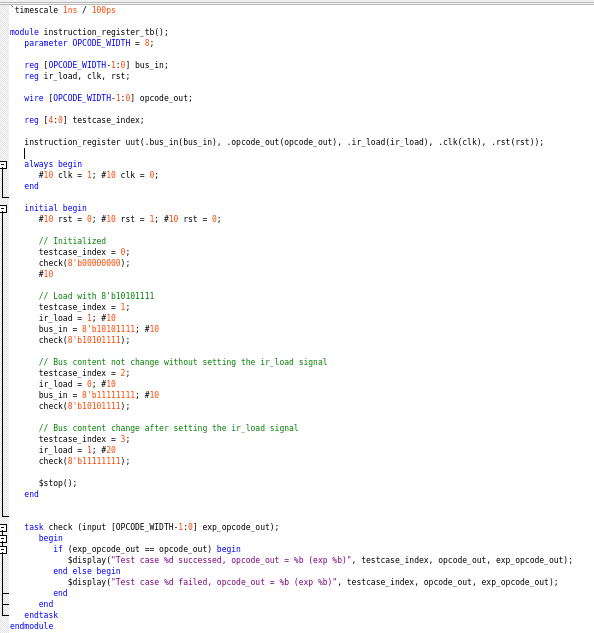 `timescale 1ns / 100ps
module instruction_register_tb();
parameter OPCODE_WIDTH = 8;
reg [OPCODE_WIDTH-1:0] bus_in;
reg ir_load, clk, rst;
wire [OPCODE_WIDTH-1:0] opcode_out;
reg [4:0] testcase_index;
instruction_register uut(.bus_in(bus_in), .opcode_out(opcode_out), .ir_load(ir_load), .clk(clk), .rst(rst));
always begin
#10 clk = 1; #10 clk = 0;
end
initial begin
#10 rst = 0; #10 rst = 1; #10 rst = 0;
// Initialized
testcase_index = 0;
check(8'b00000000);
#10
// Load with 8'b10101111
testcase_index = 1;
ir_load = 1; #10
bus_in = 8'b10101111; #10
check(8'b10101111);
// Bus content not change without setting the ir_load signal
testcase_index = 2;
ir_load = 0; #10
bus_in = 8'b11111111; #10
check(8'b10101111);
// Bus content change after setting the ir_load signal
testcase_index = 3;
ir_load = 1; #20
check(8'b11111111);
$stop();
end
task check (input [OPCODE_WIDTH-1:0] exp_opcode_out);
begin
if (exp_opcode_out == opcode_out) begin
$display("Test case %d successed, opcode_out = %b (exp %b)", testcase_index, opcode_out, exp_opcode_out);
end else begin
$display("Test case %d failed, opcode_out = %b (exp %b)", testcase_index, opcode_out, exp_opcode_out);
end
end
endtask
endmodule